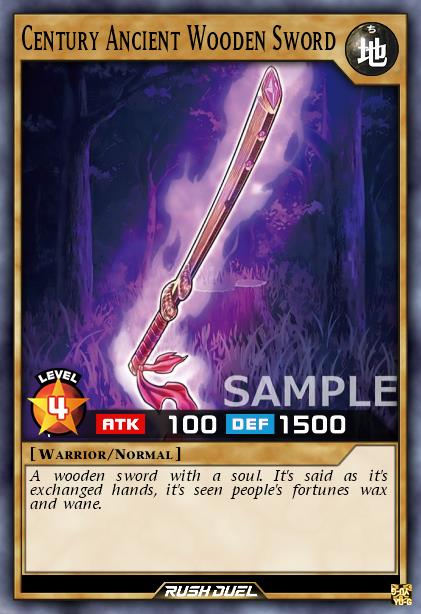 Century Ancient Wooden Sword
ち
地
SAMPLE
LEVEL
4
ATK 100 DEF 1500
[Warrior/Normal]
A wooden sword with a soul. It's said as it's
exchanged hands, it's seen people's fortunes wax
and wane.
RUSH DUEL